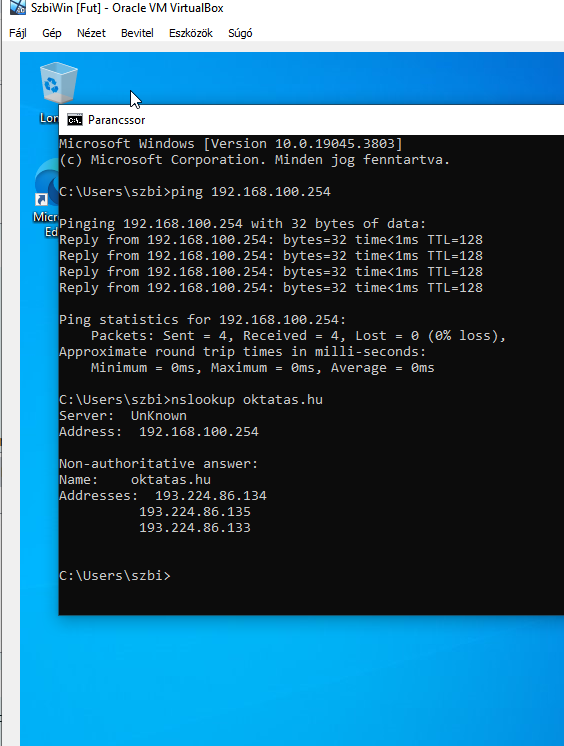 SzbiWin [Fut] - Oracle VM VirtualBox
Fájl Gép Nézet Bevitel Eszközök Súgó
Parancssor
Microsoft Windows [Version 10.0.19045.3803]
(c) Microsoft Corporation. Minden jog fenntartva.
C:\Users\szbi>ping 192.168.100.254
Pinging 192.168.100.254 with 32 bytes of data:
Reply from 192.168.100.254: bytes=32 time<1ms TTL=128
Reply from 192.168.100.254: bytes=32 time<1ms TTL=128
Reply from 192.168.100.254: bytes=32 time<1ms TTL=128
Reply from 192.168.100.254: bytes=32 time<1ms TTL=128
Ping statistics for 192.168.100.254:
Packets: Sent = 4, Received = 4, Lost = 0 (0% loss),
Approximate round trip times in milli-seconds:
Minimum = 0ms, Maximum = 0ms, Average = 0ms
C:\Users\szbi>nslookup oktatas.hu
Server: UnKnown
Address: 192.168.100.254
Non-authoritative answer:
Name: oktatas.hu
Addresses: 193.224.86.134
193.224.86.135
193.224.86.133
C:\Users\szbi>